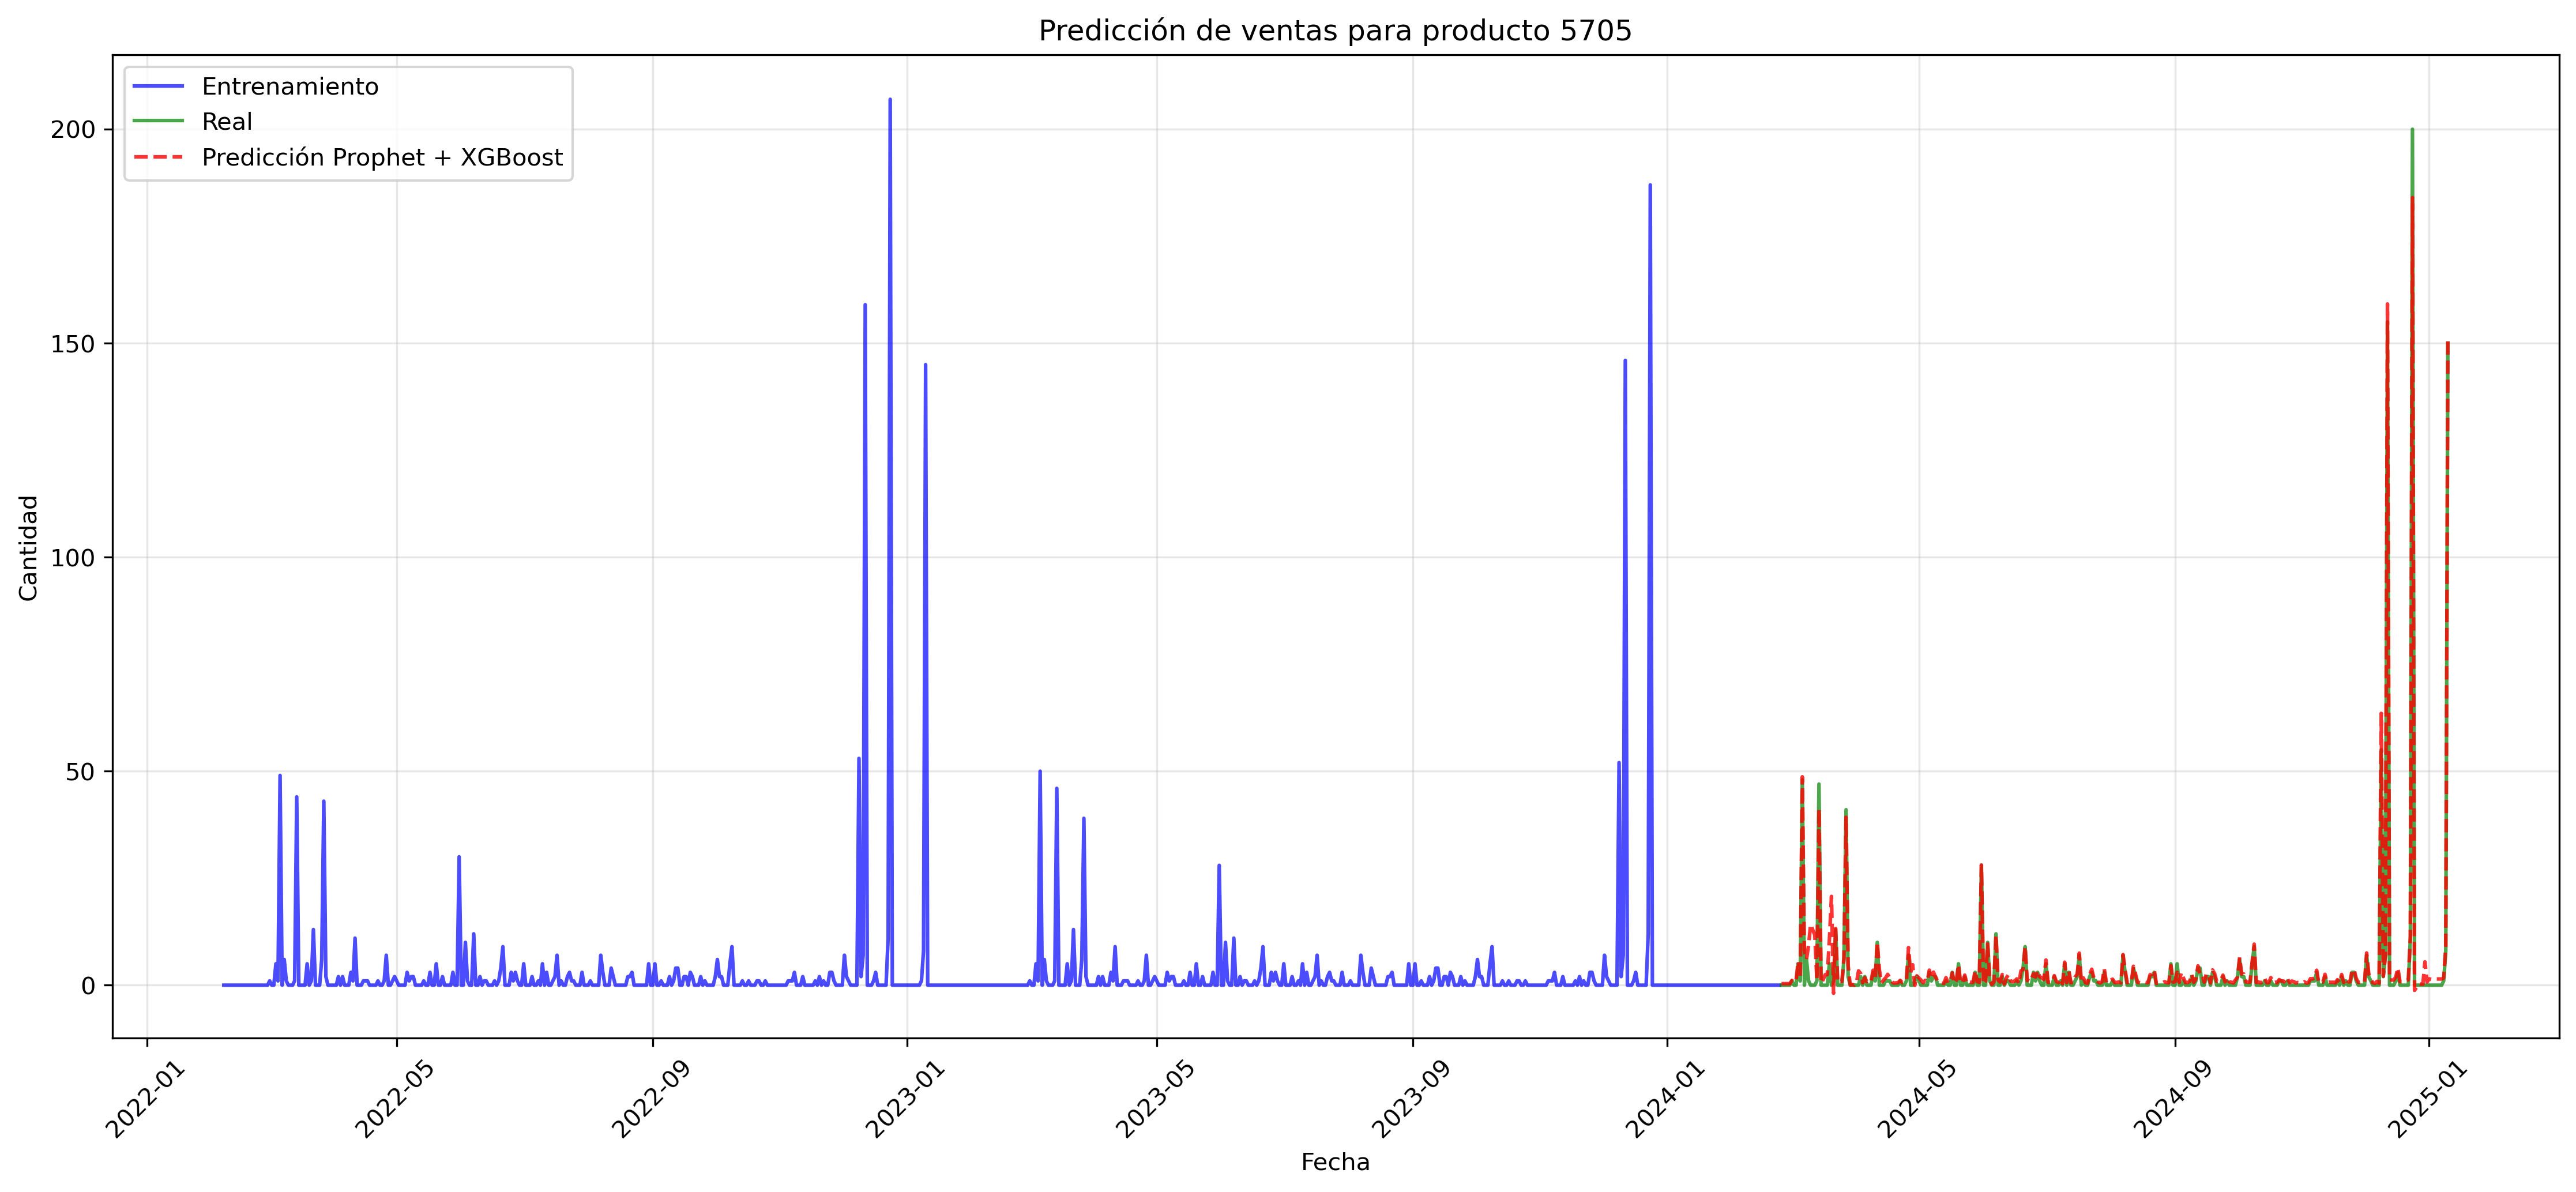 Predicción de ventas para producto 5705
Entrenamiento
Real
Predicción Prophet + XGBoost
200
150
100
50
0
Cantidad
2022-01
2022-05
2022-09
2023-01
2023-05
2023-09
2024-01
2024-05
2024-09
2025-01
Fecha